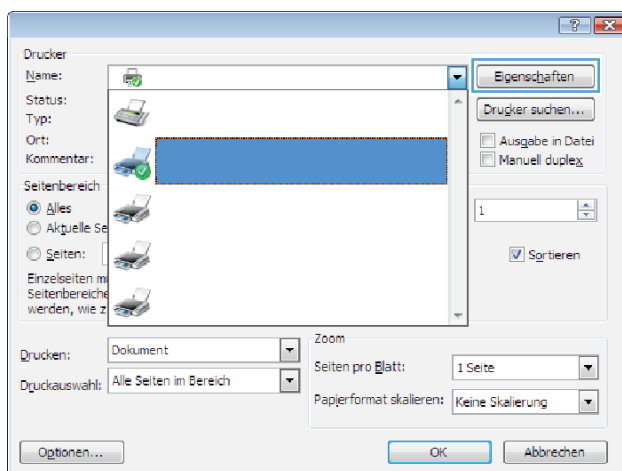 Drucker
Name:
Eigenschaften
Status:
Typ:
Drucker suchen...
Ort:
Ausgabe in Datei
Kommentar:
Manuell duplex
Seitenbereich
Alles
1
Aktuelle Se
Seiten:
Sortieren
Einzelseiten m
Seitenbereiche
werden, wie z
Zoom
Drucken:
Dokument
Seiten pro Blatt:
1 Seite
Druckauswahl:
Alle Seiten im Bereich
Papierformat skalieren:
Keine Skalierung
Optionen...
OK
Abbrechen